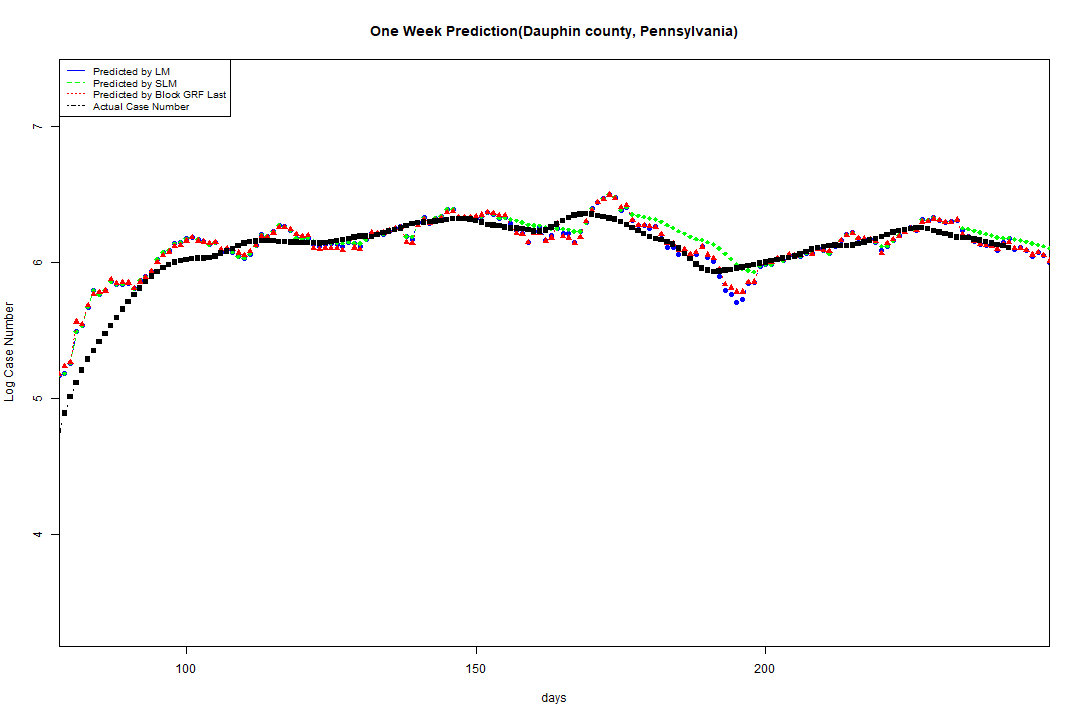 One Week Prediction(Dauphin county, Pennsylvania)
Predicted by LM
Predicted by SLM
Predicted by Block GRF Last
Actual Case Number
7
6
5
4
Log Case Number
100
150
200
days